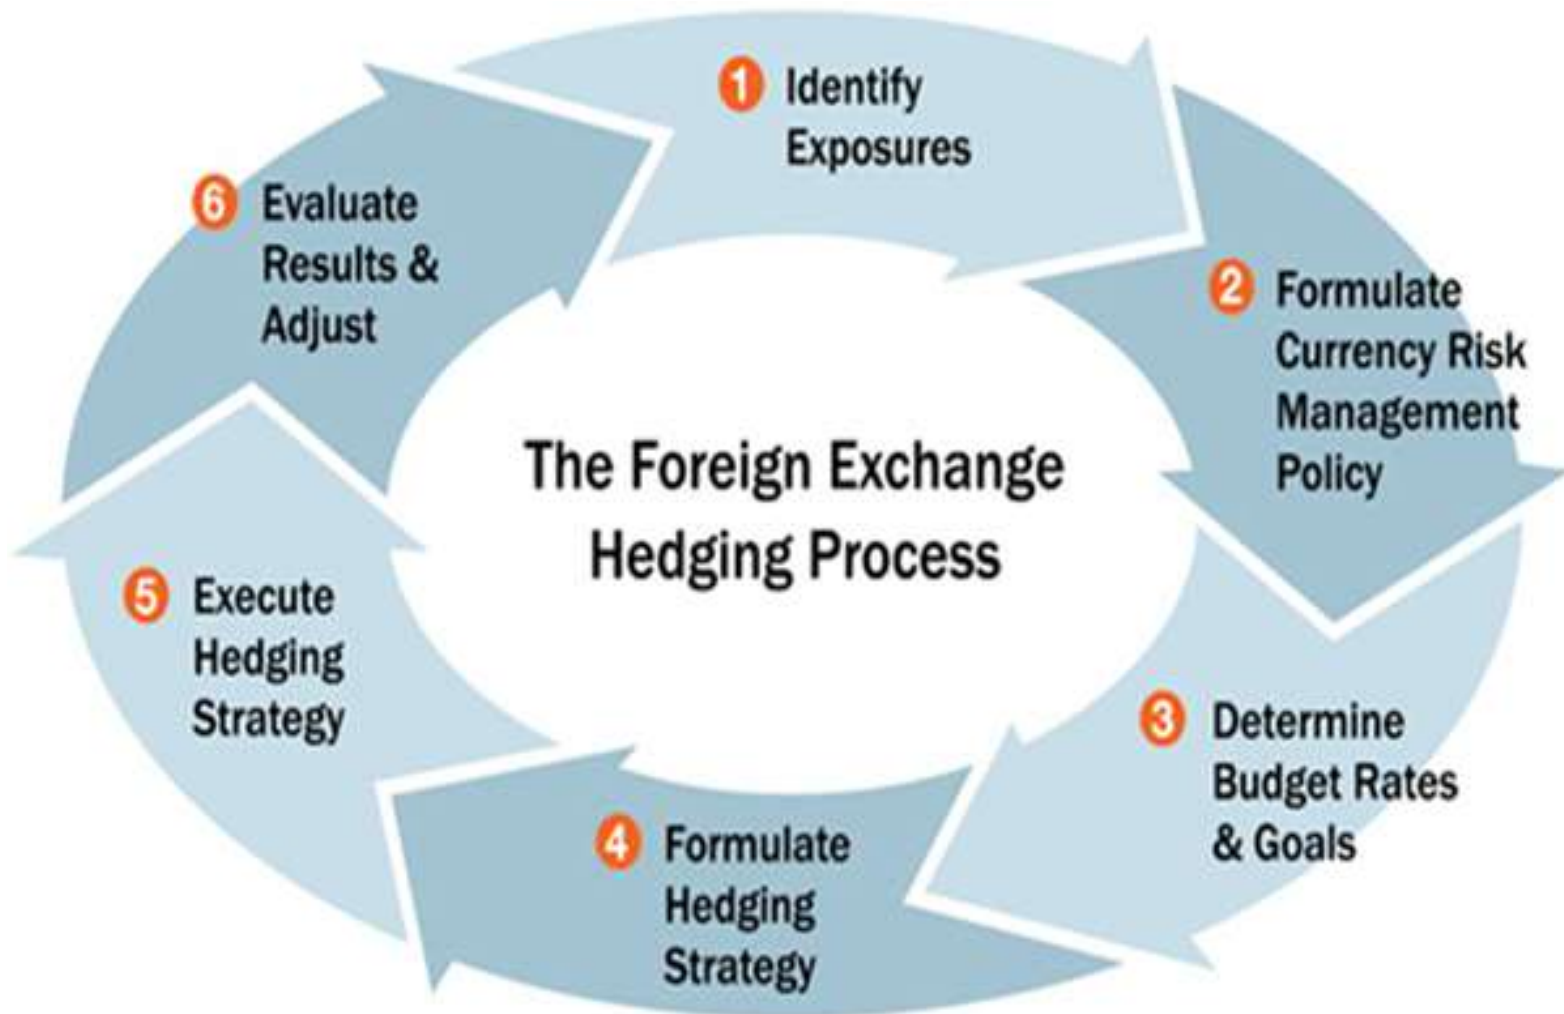 The Foreign Exchange
Hedging Process
1 Identify
Exposures
2 Formulate
Currency Risk
Management
Policy
3 Determine
Budget Rates
& Goals
4 Formulate
Hedging
Strategy
5 Execute
Hedging
Strategy
6 Evaluate
Results &
Adjust